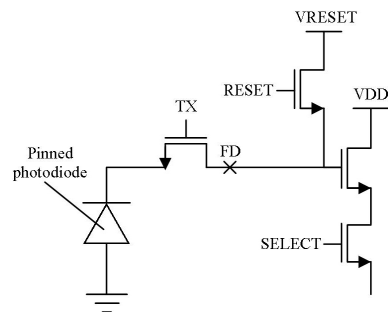 VRESET
RESET
VDD
TX
FD
Pinned
photodiode
SELECT